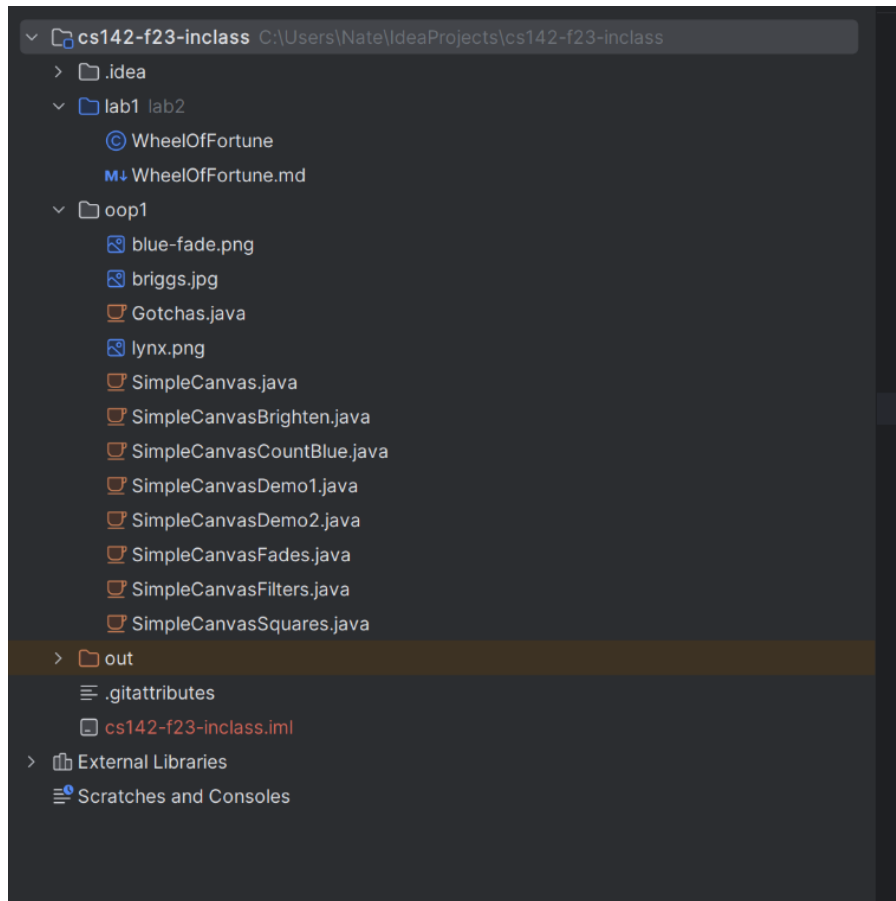 cs142-f23-inclass C:\Users\Nate\IdeaProjects\cs142-f23-inclass
.idea
lab1 lab2
C WheelOfFortune
M↓ WheelOfFortune.md
oop1
blue-fade.png
briggs.jpg
Gotchas.java
lynx.png
SimpleCanvas.java
SimpleCanvasBrighten.java
SimpleCanvasCountBlue.java
SimpleCanvasDemo1.java
SimpleCanvasDemo2.java
SimpleCanvasFades.java
SimpleCanvasFilters.java
SimpleCanvasSquares.java
out
.gitattributes
cs142-f23-inclass.iml
External Libraries
Scratches and Consoles